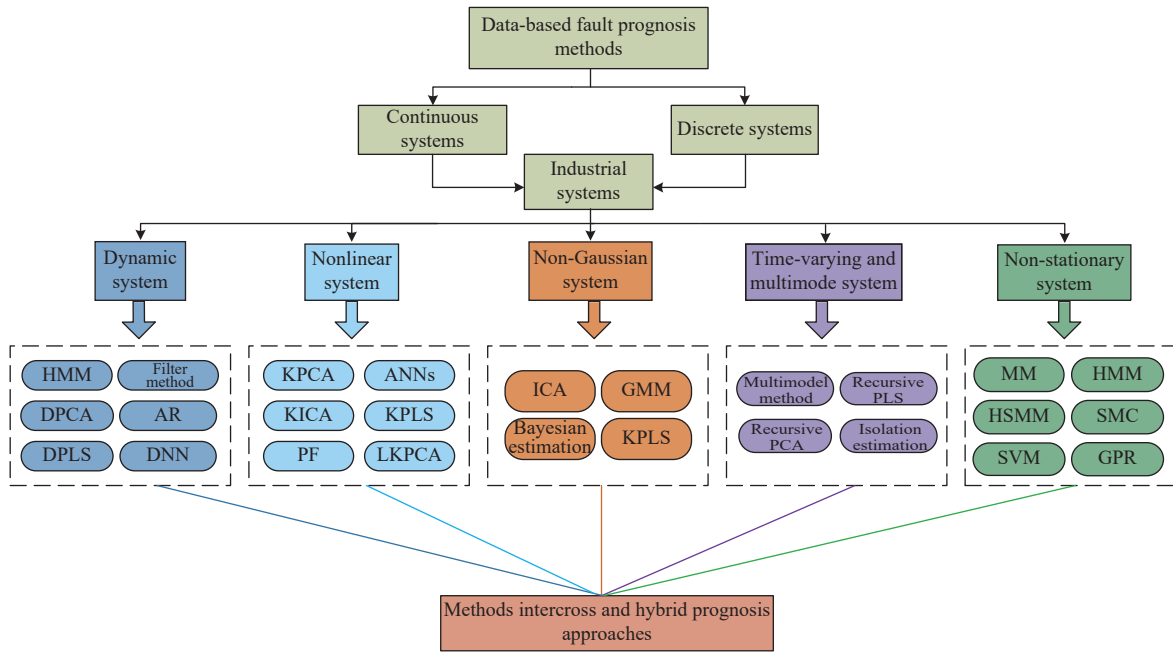 Data-based fault prognosis
methods
Continuous
systems
Discrete systems
Industrial
systems
Dynamic
system
Nonlinear
system
Non-Gaussian
system
Time-varying and
multimode system
Non-stationary
system
HMM
Filter
method
DPCA
AR
DPLS
DNN
KPCA
ANNs
KICA
KPLS
PF
LKPCA
ICA
GMM
Bayesian
estimation
KPLS
Multimodel
method
Recursive
PLS
Recursive
PCA
Isolation
estimation
MM
HMM
HSMM
SMC
SVM
GPR
Methods intercross and hybrid prognosis
approaches